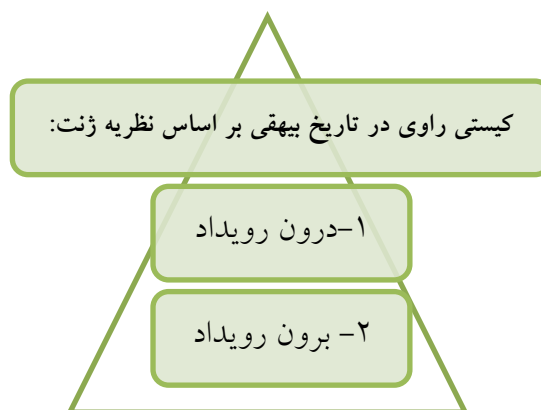 کیستی راوی در تاریخ بیهقی بر اساس نظریه ژنت:
۱-درون رویداد
۲- برون رویداد